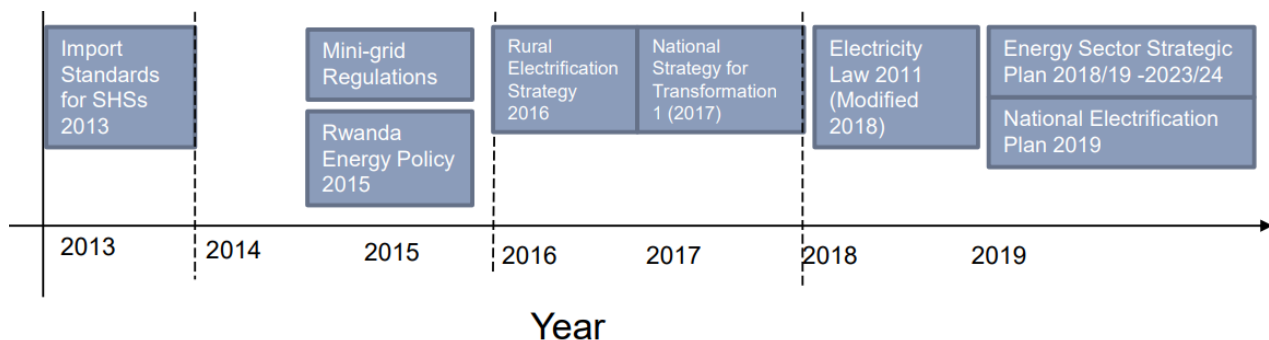 Import
Standards
for SHSs
2013
Mini-grid
Regulations
Rwanda
Energy Policy
2015
Rural
Electrification
Strategy
2016
National
Strategy for
Transformation
1 (2017)
Electricity
Law 2011
(Modified
2018)
Energy Sector Strategic
Plan 2018/19 -2023/24
National Electrification
Plan 2019
2013
2014
2015
2016
2017
2018
2019
Year